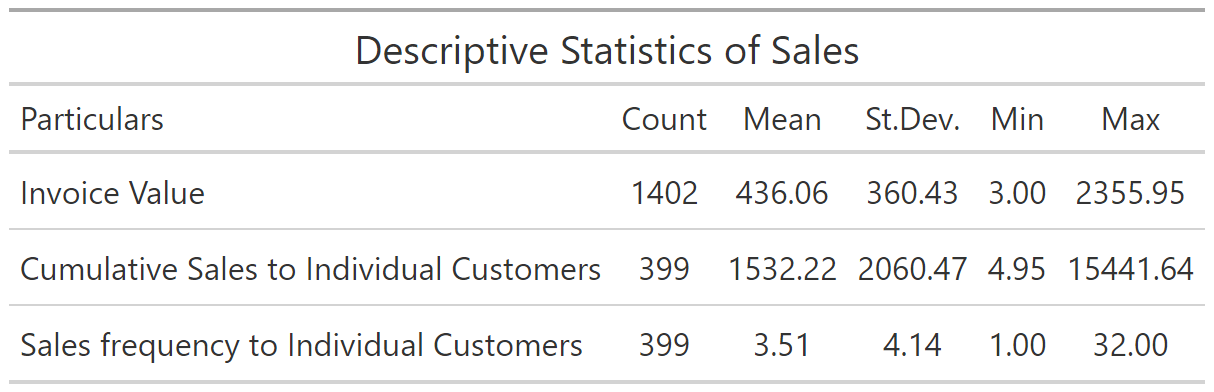 Descriptive Statistics of Sales
Particulars Count Mean St.Dev. Min Max
Invoice Value 1402 436.06 360.43 3.00 2355.95
Cumulative Sales to Individual Customers 399 1532.22 2060.47 4.95 15441.64
Sales frequency to Individual Customers 399 3.51 4.14 1.00 32.00